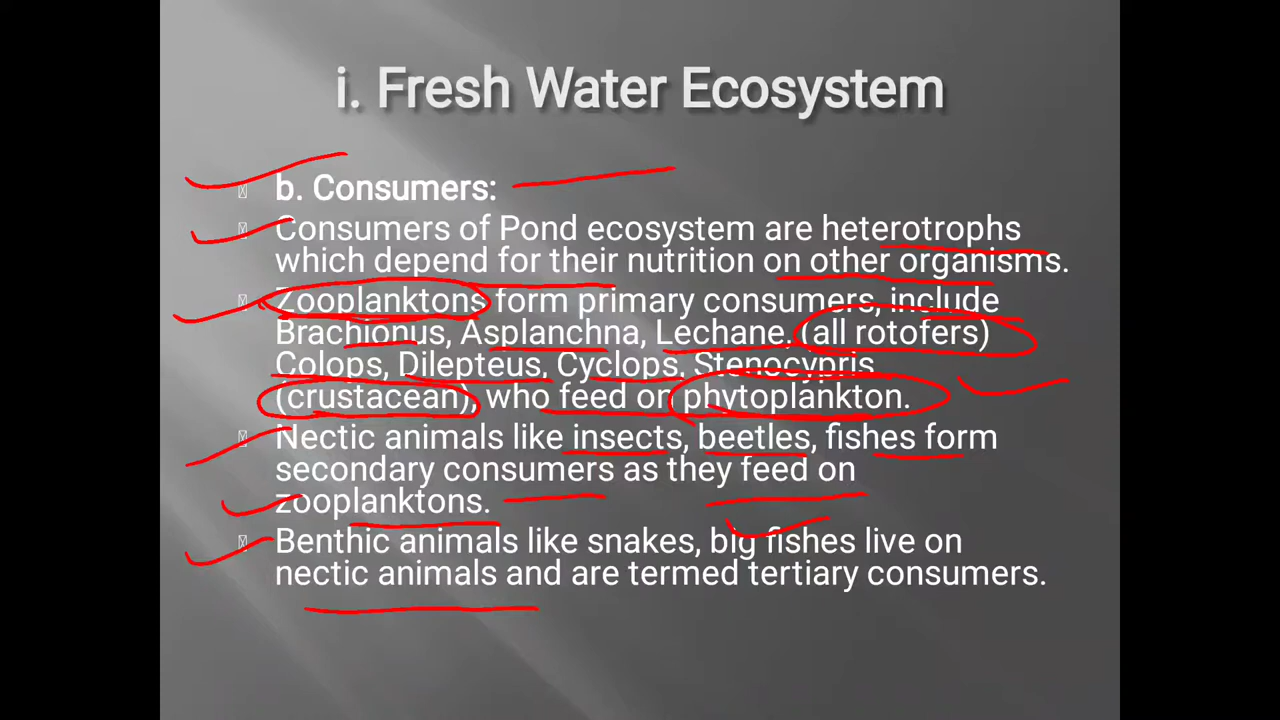 i. Fresh Water Ecosystem
b. Consumers:
Consumers of Pond ecosystem are heterotrophs
which depend for their nutrition on other organisms.
Zooplanktons form primary consumers, include
Brachionus, Asplanchna, Lechane, (all rotofers)
Colops, Dilepteus, Cyclops, Stenocypris
(crustacean), who feed on phytoplankton.
Nectic animals like insects, beetles, fishes form
secondary consumers as they feed on
zooplanktons.
Benthic animals like snakes, big fishes live on
nectic animals and are termed tertiary consumers.